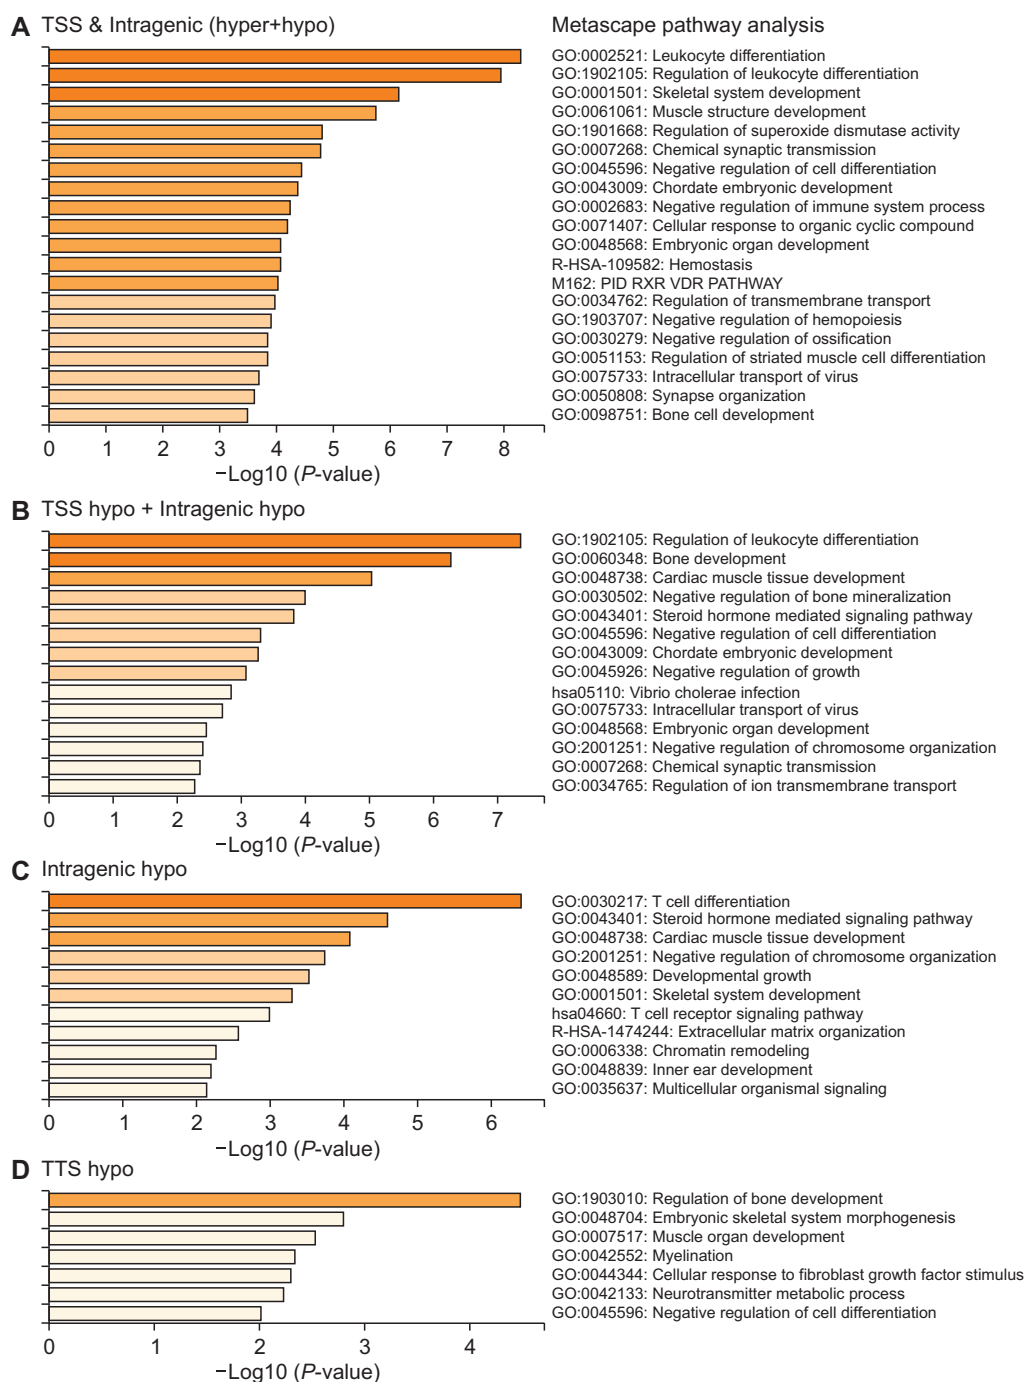 A TSS & Intragenic (hyper+hypo)
Metascape pathway analysis
GO:0002521: Leukocyte differentiation
GO:1902105: Regulation of leukocyte differentiation
GO:0001501: Skeletal system development
GO:0061061: Muscle structure development
GO:1901668: Regulation of superoxide dismutase activity
GO:0007268: Chemical synaptic transmission
GO:0045596: Negative regulation of cell differentiation
GO:0043009: Chordate embryonic development
GO:0002683: Negative regulation of immune system process
GO:0071407: Cellular response to organic cyclic compound
GO:0048568: Embryonic organ development
R-HSA-109582: Hemostasis
M162: PID RXR VDR PATHWAY
GO:0034762: Regulation of transmembrane transport
GO:1903707: Negative regulation of hemopoiesis
GO:0030279: Negative regulation of ossification
GO:0051153: Regulation of striated muscle cell differentiation
GO:0075733: Intracellular transport of virus
GO:0050808: Synapse organization
GO:0098751: Bone cell development
0 1 2 3 4 5 6 7 8
−Log10 (P-value)
B TSS hypo + Intragenic hypo
GO:1902105: Regulation of leukocyte differentiation
GO:0060348: Bone development
GO:0048738: Cardiac muscle tissue development
GO:0030502: Negative regulation of bone mineralization
GO:0043401: Steroid hormone mediated signaling pathway
GO:0045596: Negative regulation of cell differentiation
GO:0043009: Chordate embryonic development
GO:0045926: Negative regulation of growth
hsa05110: Vibrio cholerae infection
GO:0075733: Intracellular transport of virus
GO:0048568: Embryonic organ development
GO:2001251: Negative regulation of chromosome organization
GO:0007268: Chemical synaptic transmission
GO:0034765: Regulation of ion transmembrane transport
0 1 2 3 4 5 6 7
−Log10 (P-value)
C Intragenic hypo
GO:0030217: T cell differentiation
GO:0043401: Steroid hormone mediated signaling pathway
GO:0048738: Cardiac muscle tissue development
GO:2001251: Negative regulation of chromosome organization
GO:0048589: Developmental growth
GO:0001501: Skeletal system development
hsa04660: T cell receptor signaling pathway
R-HSA-1474244: Extracellular matrix organization
GO:0006338: Chromatin remodeling
GO:0048839: Inner ear development
GO:0035637: Multicellular organismal signaling
0 1 2 3 4 5 6
−Log10 (P-value)
D TTS hypo
GO:1903010: Regulation of bone development
GO:0048704: Embryonic skeletal system morphogenesis
GO:0007517: Muscle organ development
GO:0042552: Myelination
GO:0044344: Cellular response to fibroblast growth factor stimulus
GO:0042133: Neurotransmitter metabolic process
GO:0045596: Negative regulation of cell differentiation
0 1 2 3 4
−Log10 (P-value)